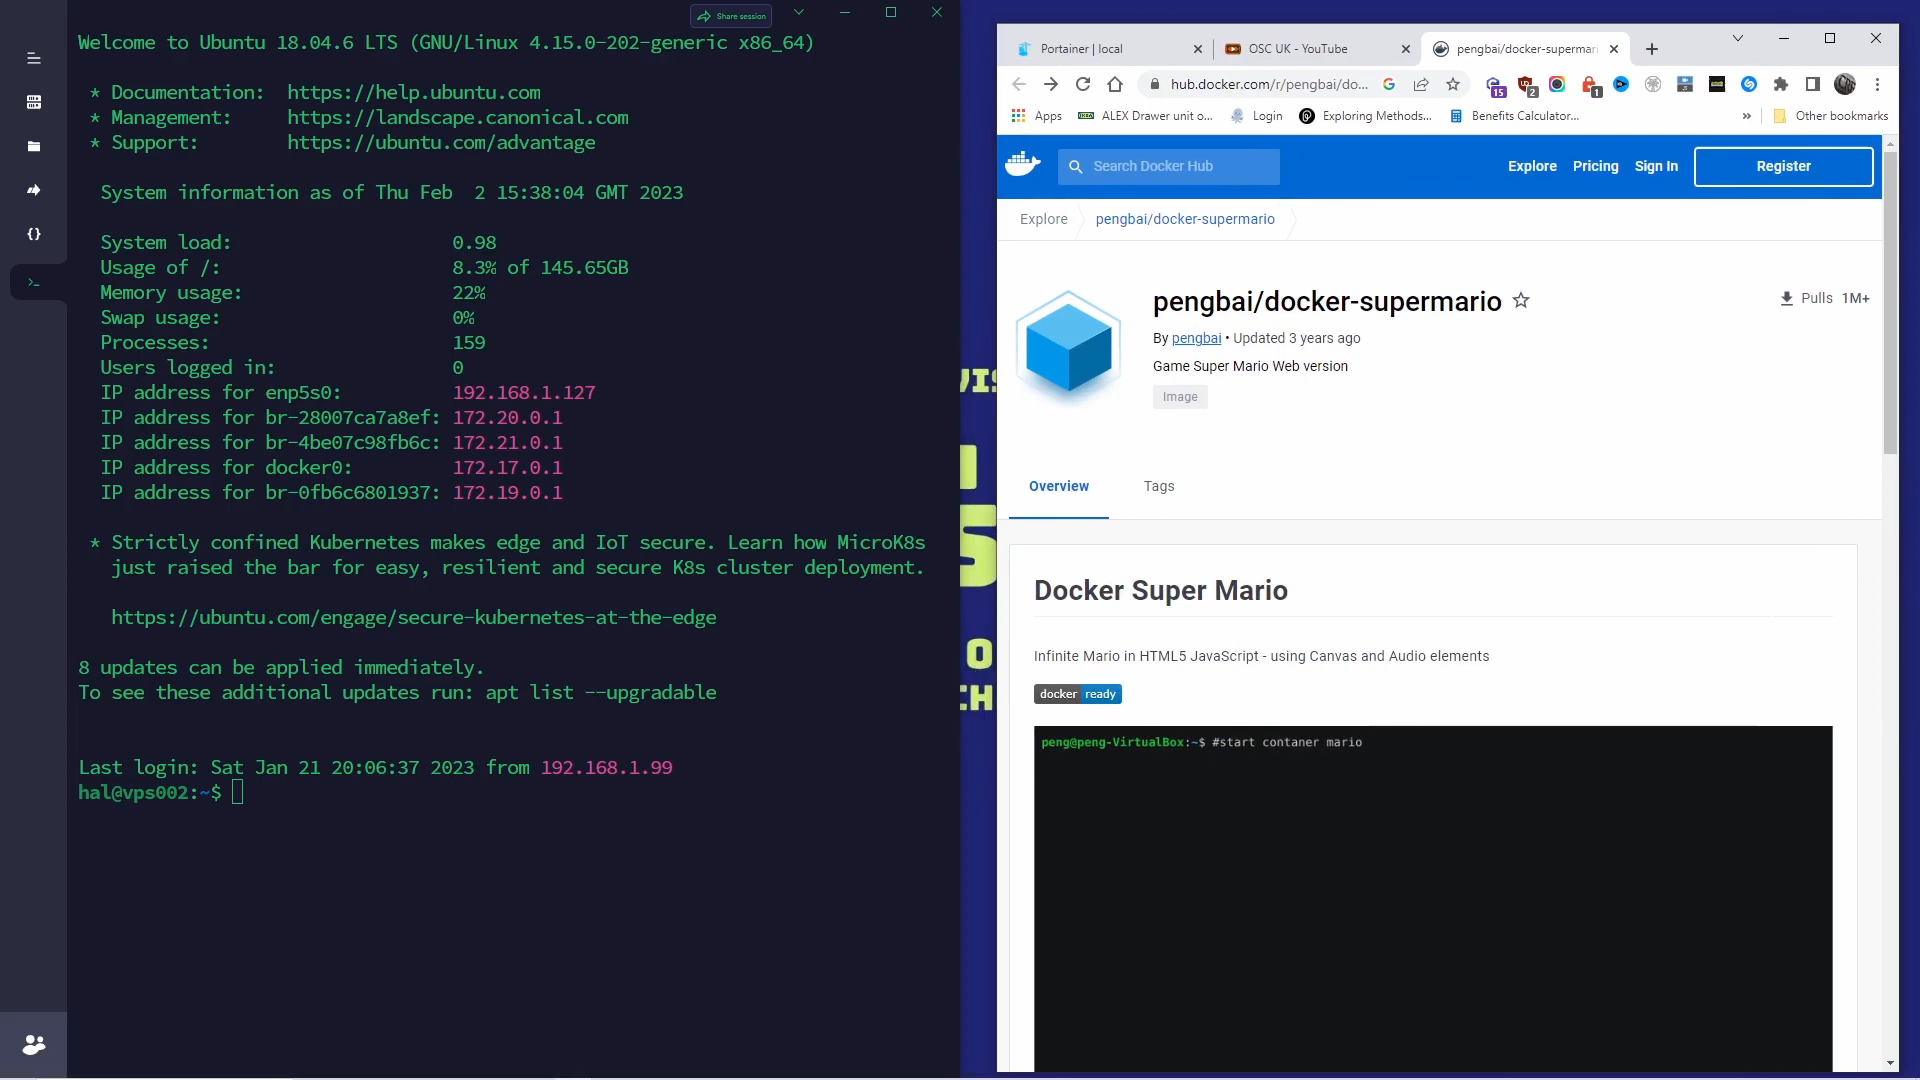 Share session
Welcome to Ubuntu 18.04.6 LTS (GNU/Linux 4.15.0-202-generic x86_64)
* Documentation:  https://help.ubuntu.com
* Management:     https://landscape.canonical.com
* Support:        https://ubuntu.com/advantage
System information as of Thu Feb  2 15:38:04 GMT 2023
System load:                    0.98
Usage of /:                     8.3% of 145.65GB
Memory usage:                   22%
Swap usage:                     0%
Processes:                      159
Users logged in:                0
IP address for enp5s0:          192.168.1.127
IP address for br-28007ca7a8ef: 172.20.0.1
IP address for br-4be07c98fb6c: 172.21.0.1
IP address for docker0:         172.17.0.1
IP address for br-0fb6c6801937: 172.19.0.1
* Strictly confined Kubernetes makes edge and IoT secure. Learn how MicroK8s
just raised the bar for easy, resilient and secure K8s cluster deployment.
https://ubuntu.com/engage/secure-kubernetes-at-the-edge
8 updates can be applied immediately.
To see these additional updates run: apt list --upgradable
Last login: Sat Jan 21 20:06:37 2023 from 192.168.1.99
hal@vps002:~$
Portainer | local
OSC UK - YouTube
pengbai/docker-supermari
hub.docker.com/r/pengbai/do...
15
2
1
Apps
ALEX Drawer unit o...
Login
Exploring Methods...
Benefits Calculator...
»
Other bookmarks
Search Docker Hub
Explore
Pricing
Sign In
Register
Explore
pengbai/docker-supermario
pengbai/docker-supermario
Pulls 1M+
By pengbai • Updated 3 years ago
Game Super Mario Web version
Image
Overview
Tags
Docker Super Mario
Infinite Mario in HTML5 JavaScript - using Canvas and Audio elements
docker ready
peng@peng-VirtualBox:~$ #start contaner mario